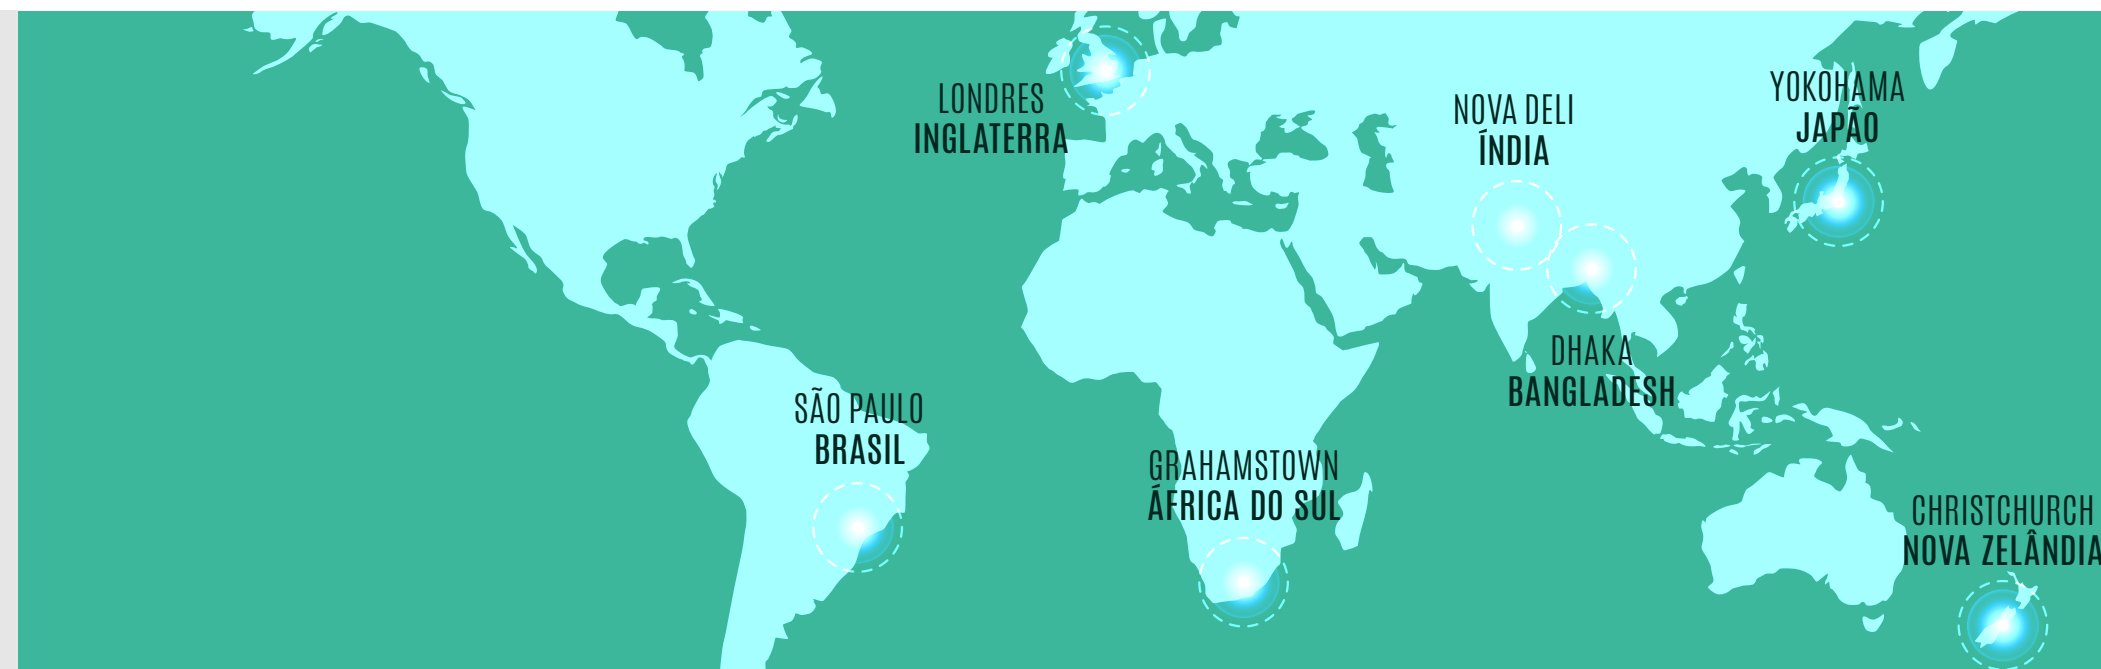 LONDRES
INGLATERRA
NOVA DELI
ÍNDIA
YOKOHAMA
JAPÃO
DHAKA
BANGLADESH
SÃO PAULO
BRASIL
GRAHAMSTOWN
ÁFRICA DO SUL
CHRISTCHURCH
NOVA ZELÂNDIA